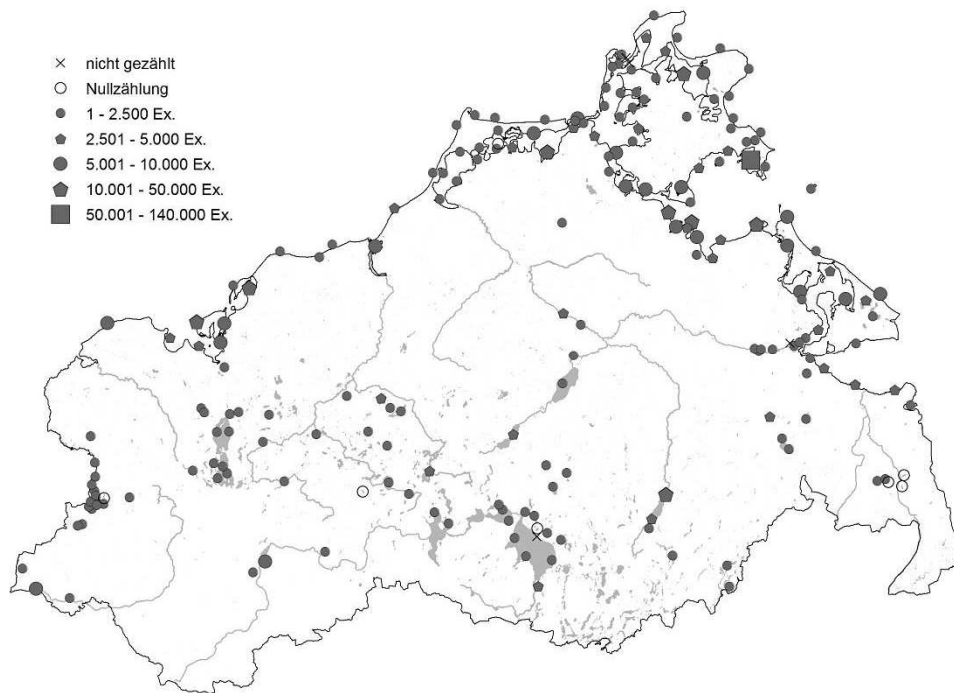 nicht gezählt
Nullzählung
1 - 2.500 Ex.
2.501 - 5.000 Ex.
5.001 - 10.000 Ex.
10.001 - 50.000 Ex.
50.001 - 140.000 Ex.